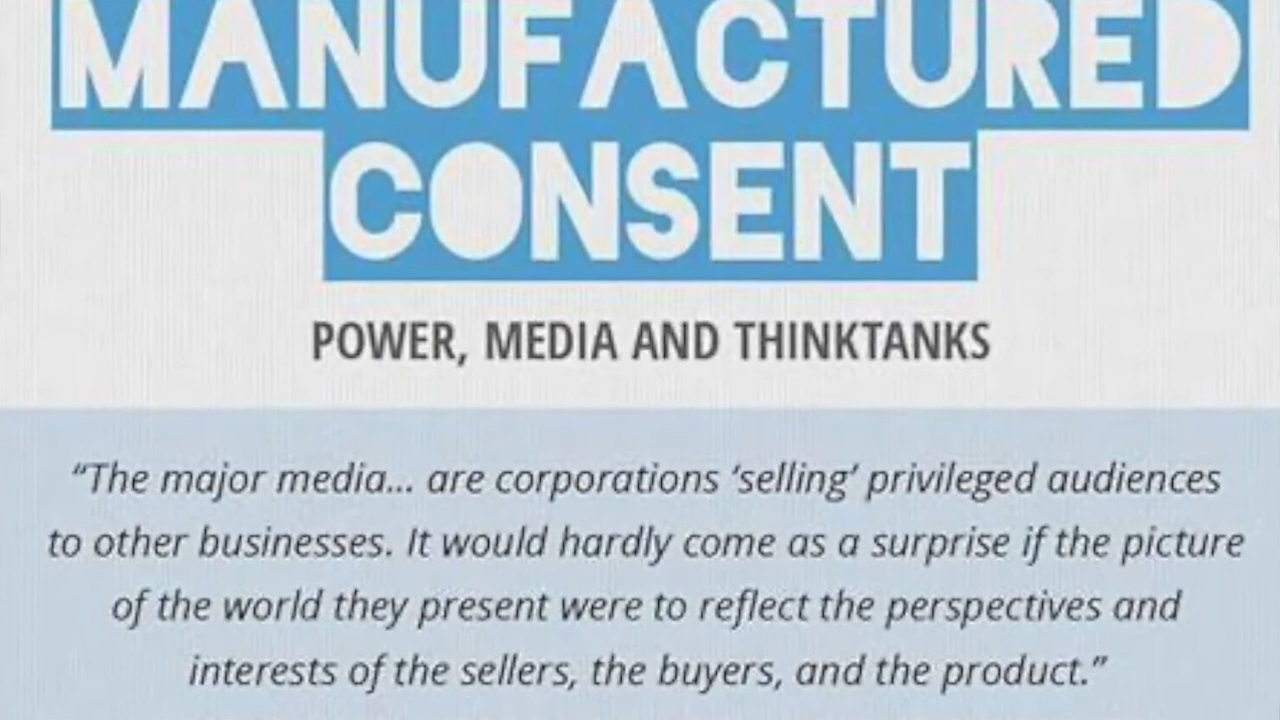 MANUFACTURED
CONSENT
POWER, MEDIA AND THINKTANKS
“The major media... are corporations ‘selling’ privileged audiences
to other businesses. It would hardly come as a surprise if the picture
of the world they present were to reflect the perspectives and
interests of the sellers, the buyers, and the product.”